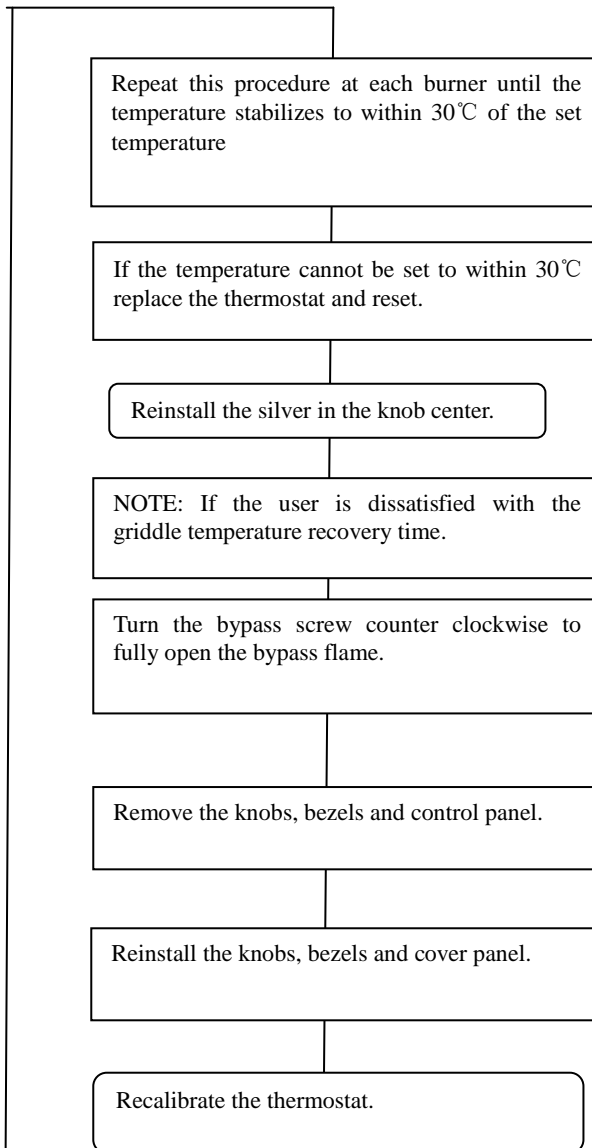 Repeat this procedure at each burner until the
temperature stabilizes to within 30℃ of the set
temperature
If the temperature cannot be set to within 30℃
replace the thermostat and reset.
Reinstall the silver in the knob center.
NOTE: If the user is dissatisfied with the
griddle temperature recovery time.
Turn the bypass screw counter clockwise to
fully open the bypass flame.
Remove the knobs, bezels and control panel.
Reinstall the knobs, bezels and cover panel.
Recalibrate the thermostat.